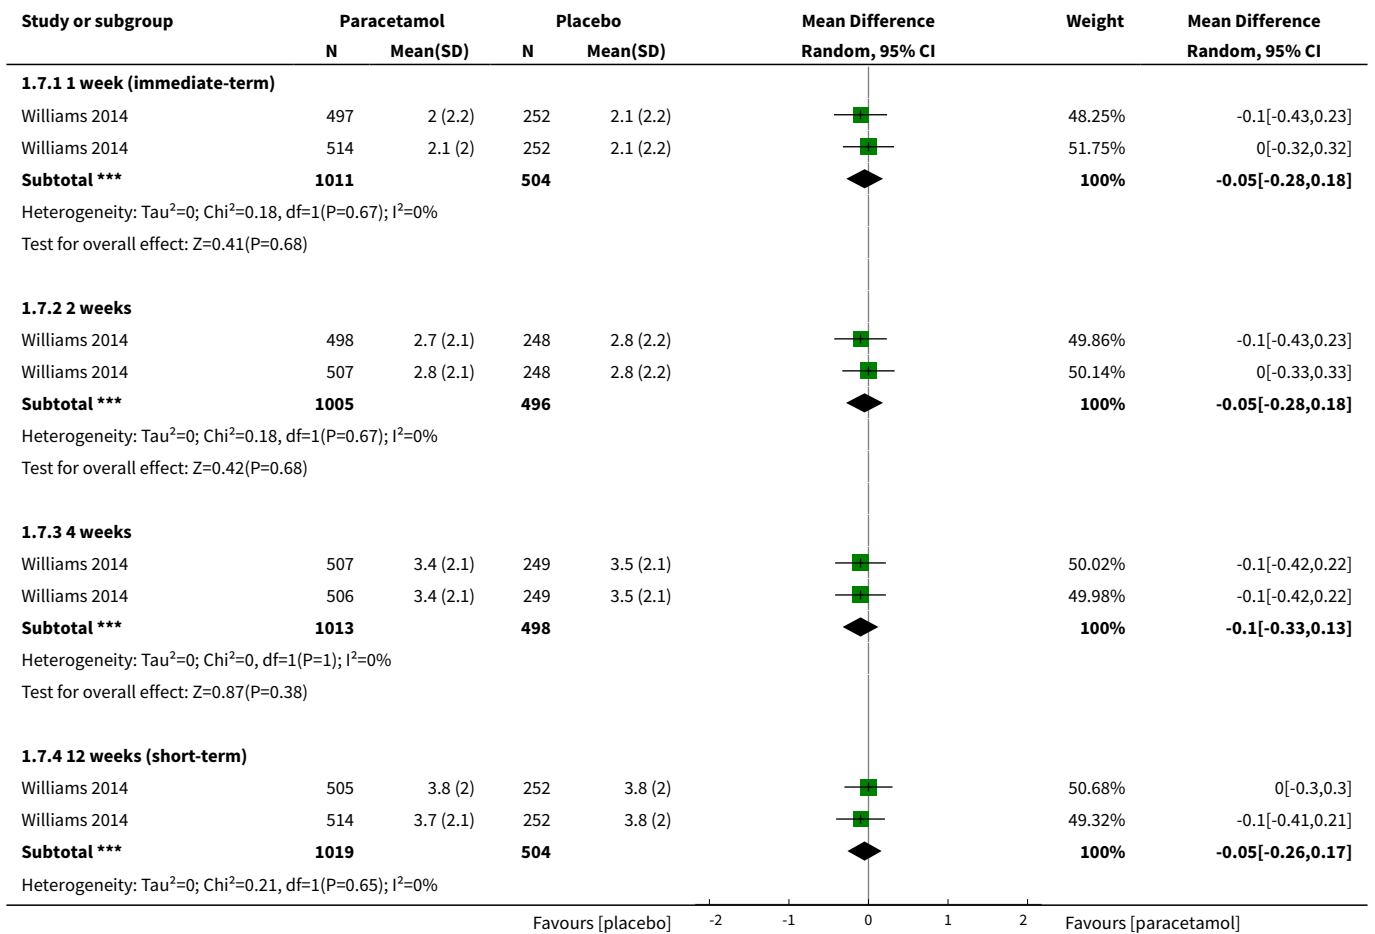 Study or subgroup Paracetamol Placebo Mean Difference Weight Mean Difference
N Mean(SD) N Mean(SD) Random, 95% CI Random, 95% CI
1.7.1 1 week (immediate-term)
Williams 2014 497 2 (2.2) 252 2.1 (2.2) 48.25% -0.1[-0.43,0.23]
Williams 2014 514 2.1 (2) 252 2.1 (2.2) 51.75% 0[-0.32,0.32]
Subtotal *** 1011 504 100% -0.05[-0.28,0.18]
Heterogeneity: Tau²=0; Chi²=0.18, df=1(P=0.67); I²=0%
Test for overall effect: Z=0.41(P=0.68)
1.7.2 2 weeks
Williams 2014 498 2.7 (2.1) 248 2.8 (2.2) 49.86% -0.1[-0.43,0.23]
Williams 2014 507 2.8 (2.1) 248 2.8 (2.2) 50.14% 0[-0.33,0.33]
Subtotal *** 1005 496 100% -0.05[-0.28,0.18]
Heterogeneity: Tau²=0; Chi²=0.18, df=1(P=0.67); I²=0%
Test for overall effect: Z=0.42(P=0.68)
1.7.3 4 weeks
Williams 2014 507 3.4 (2.1) 249 3.5 (2.1) 50.02% -0.1[-0.42,0.22]
Williams 2014 506 3.4 (2.1) 249 3.5 (2.1) 49.98% -0.1[-0.42,0.22]
Subtotal *** 1013 498 100% -0.1[-0.33,0.13]
Heterogeneity: Tau²=0; Chi²=0, df=1(P=1); I²=0%
Test for overall effect: Z=0.87(P=0.38)
1.7.4 12 weeks (short-term)
Williams 2014 505 3.8 (2) 252 3.8 (2) 50.68% 0[-0.3,0.3]
Williams 2014 514 3.7 (2.1) 252 3.8 (2) 49.32% -0.1[-0.41,0.21]
Subtotal *** 1019 504 100% -0.05[-0.26,0.17]
Heterogeneity: Tau²=0; Chi²=0.21, df=1(P=0.65); I²=0%
Favours [placebo] -2 -1 0 1 2 Favours [paracetamol]